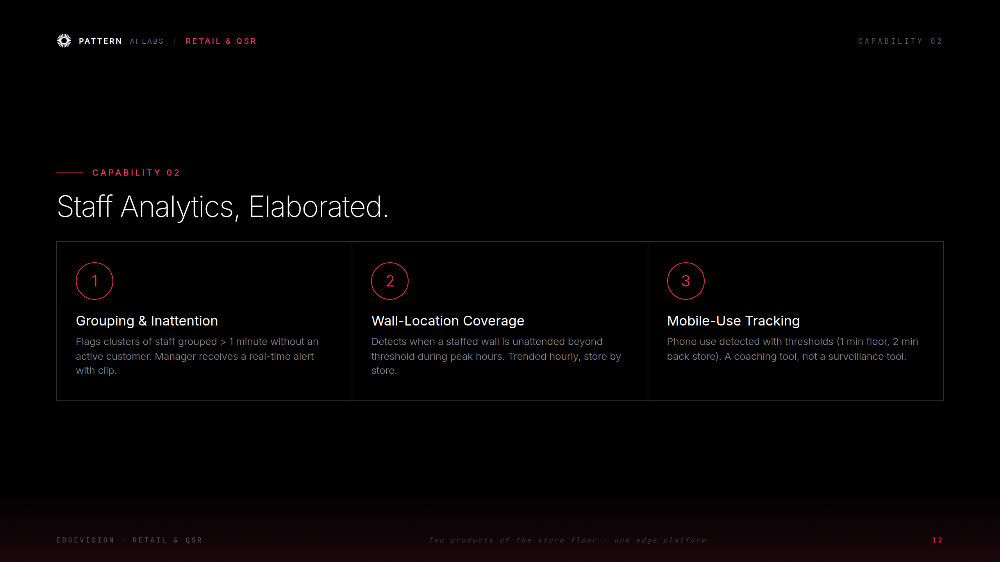 PATTERN AI LABS / RETAIL & QSR
CAPABILITY 02
CAPABILITY 02
Staff Analytics, Elaborated.
1
Grouping & Inattention
Flags clusters of staff grouped > 1 minute without an
active customer. Manager receives a real-time alert
with clip.
2
Wall-Location Coverage
Detects when a staffed wall is unattended beyond
threshold during peak hours. Trended hourly, store by
store.
3
Mobile-Use Tracking
Phone use detected with thresholds (1 min floor, 2 min
back store). A coaching tool, not a surveillance tool.
EDGEVISION · RETAIL & QSR
Two products of the store floor · one edge platform
12